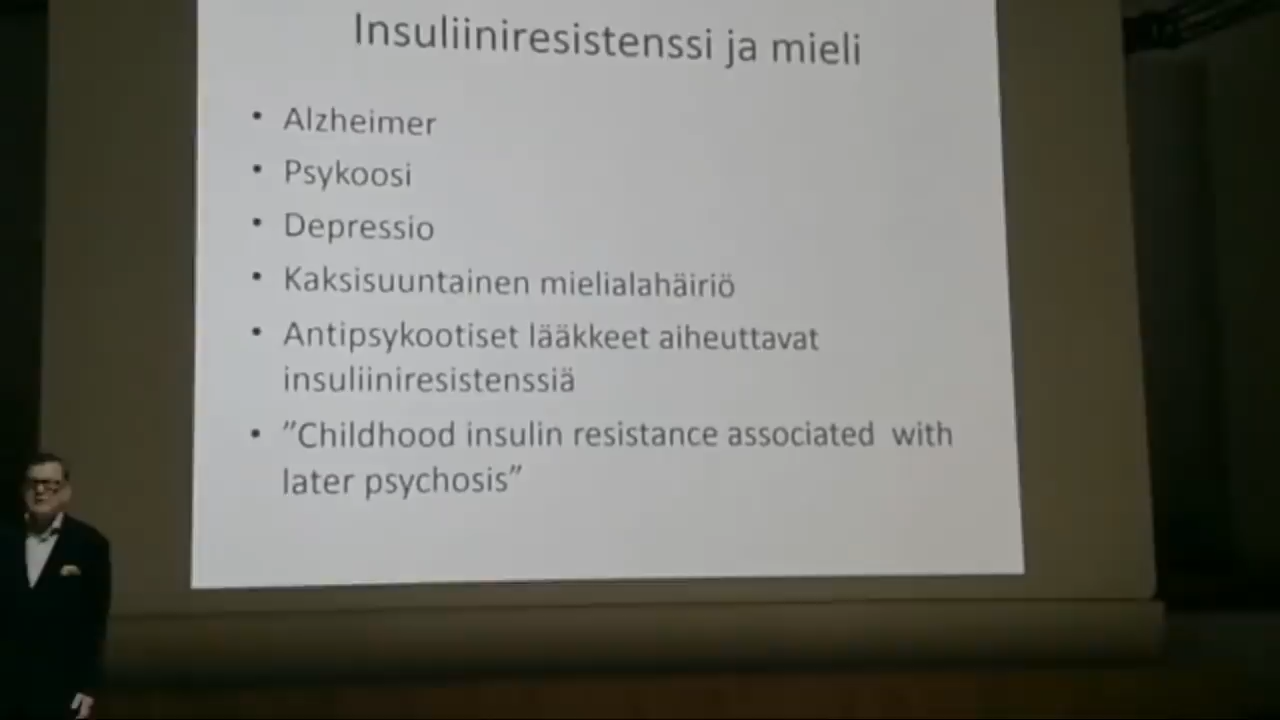 Insuliiniresistenssi ja mieli
• Alzheimer
• Psykoosi
• Depressio
• Kaksisuuntainen mielialahäiriö
• Antipsykootiset lääkkeet aiheuttavat
insuliiniresistenssiä
• ”Childhood insulin resistance associated with
later psychosis”